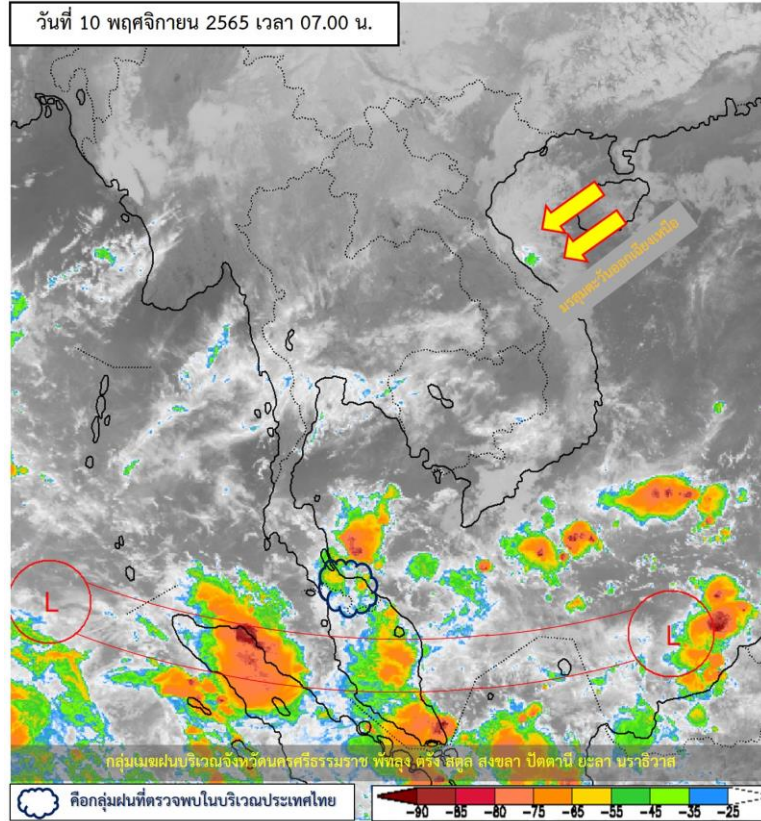 วันที่ 10 พฤศจิกายน 2565 เวลา 07.00 น.
มรสุมตะวันออกเฉียงเหนือ
L
L
กลุ่มเมฆฝนบริเวณจังหวัดนครศรีธรรมราช พัทลุง ตรัง สตูล สงขลา ปัตตานี ยะลา นราธิวาส
คือกลุ่มฝนที่ตรวจพบในบริเวณประเทศไทย
-90 -85 -80 -75 -65 -55 -45 -35 -25